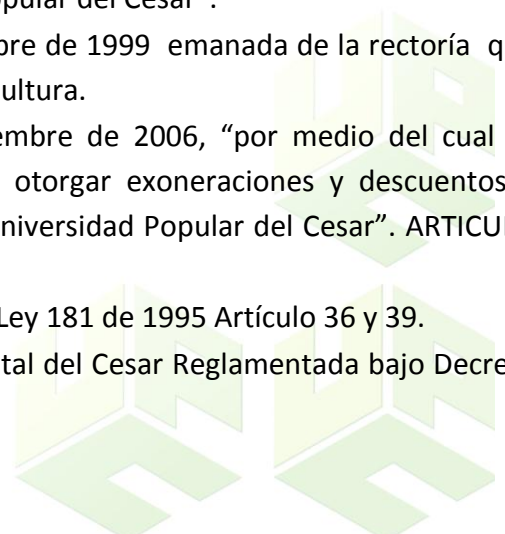 opular del Cesar".
bre de 1999 emanada de la rectoría q
ultura.
embre de 2006, “por medio del cual
otorgar exoneraciones y descuentos
niversidad Popular del Cesar”. ARTICU
Ley 181 de 1995 Artículo 36 y 39.
tal del Cesar Reglamentada bajo Decre